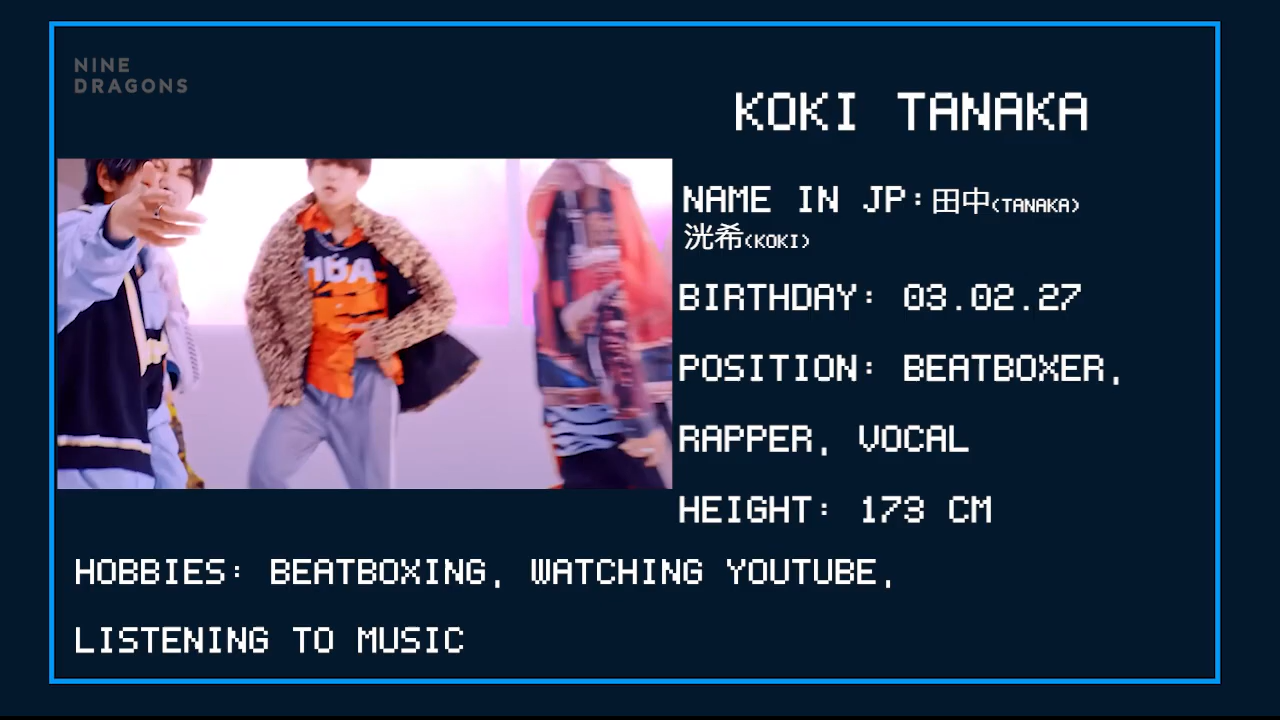 NINE
DRAGONS
KOKI TANAKA
NAME IN JP: 田中(TANAKA)
洸希(KOKI)
BIRTHDAY: 03.02.27
POSITION: BEATBOXER,
RAPPER, VOCAL
HEIGHT: 173 CM
HOBBIES: BEATBOXING, WATCHING YOUTUBE,
LISTENING TO MUSIC